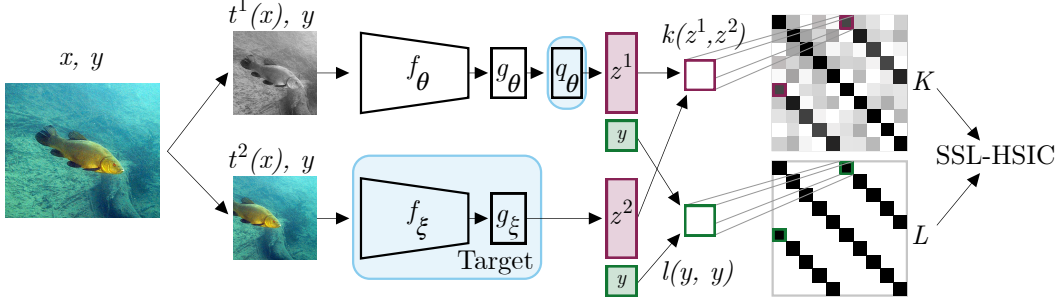 x, y
t¹(x), y
t²(x), y
f_θ
g_θ
q_θ
z¹
y
k(z¹,z²)
K
f_ξ
g_ξ
Target
z²
y
l(y, y)
L
SSL-HSIC